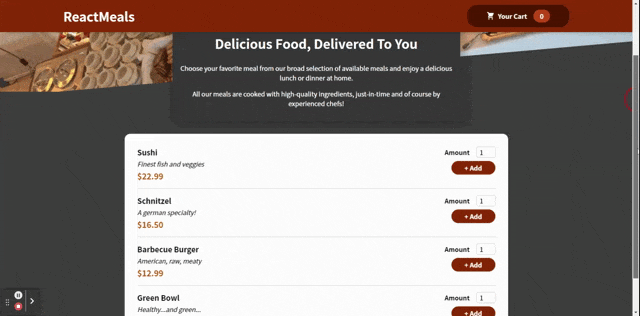 ReactMeals
Your Cart 0
Delicious Food, Delivered To You
Choose your favorite meal from our broad selection of available meals and enjoy a delicious
lunch or dinner at home.
All our meals are cooked with high-quality ingredients, just-in-time and of course by
experienced chefs!
Sushi
Finest fish and veggies
$22.99
Amount 1
+ Add
Schnitzel
A german specialty!
$16.50
Amount 1
+ Add
Barbecue Burger
American, raw, meaty
$12.99
Amount 1
+ Add
Green Bowl
Healthy...and green...
Amount 1
+ Add